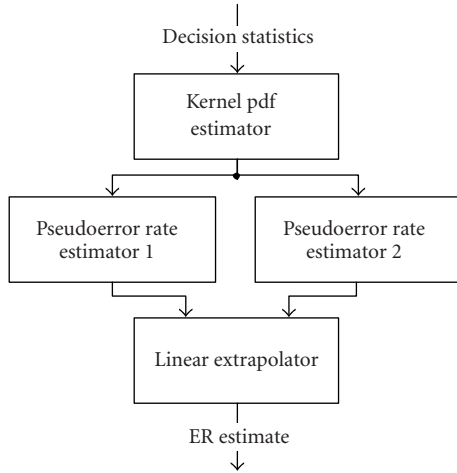 Decision statistics
Kernel pdf
estimator
Pseudoerror rate
estimator 1
Pseudoerror rate
estimator 2
Linear extrapolator
ER estimate